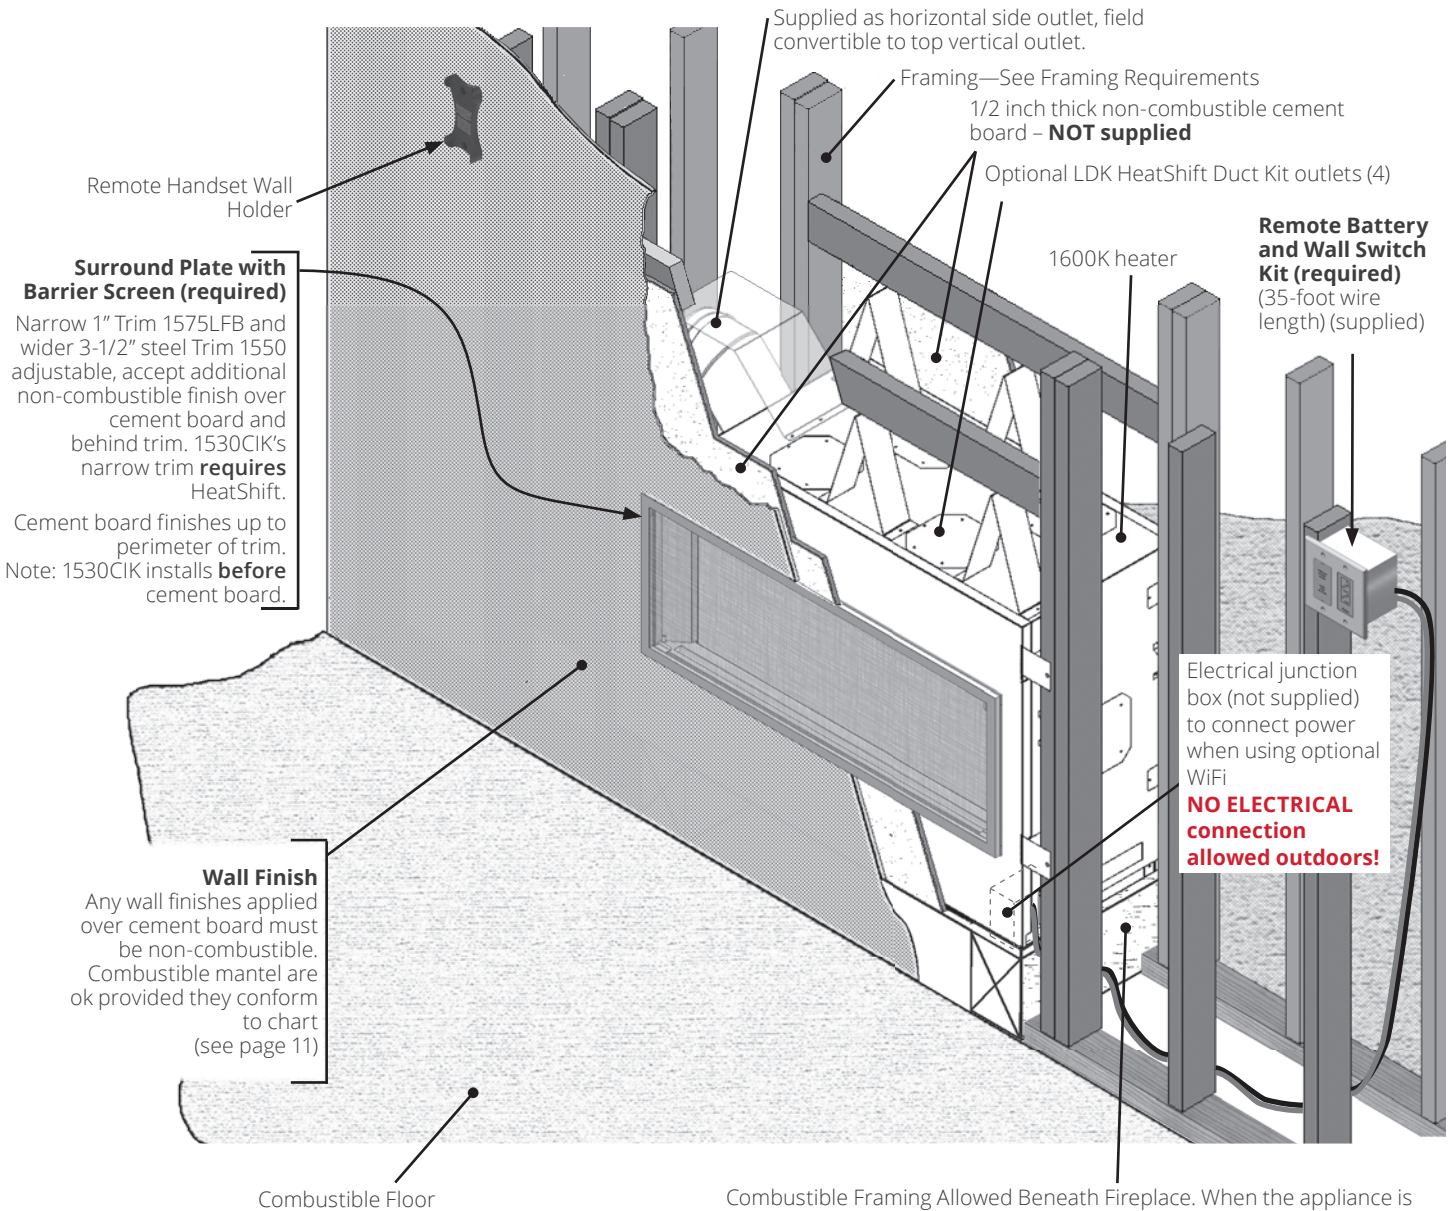 Supplied as horizontal side outlet, field
convertible to top vertical outlet.
Framing—See Framing Requirements
1/2 inch thick non-combustible cement
board – NOT supplied
Optional LDK HeatShift Duct Kit outlets (4)
Remote Handset Wall
Holder
1600K heater
Remote Battery
and Wall Switch
Kit (required)
(35-foot wire
length) (supplied)
Surround Plate with
Barrier Screen (required)
Narrow 1” Trim 1575LFB and
wider 3-1/2” steel Trim 1550
adjustable, accept additional
non-combustible finish over
cement board and
behind trim. 1530CIK’s
narrow trim requires
HeatShift.
Cement board finishes up to
perimeter of trim.
Note: 1530CIK installs before
cement board.
Electrical junction
box (not supplied)
to connect power
when using optional
WiFi
NO ELECTRICAL
connection
allowed outdoors!
Wall Finish
Any wall finishes applied
over cement board must
be non-combustible.
Combustible mantel are
ok provided they conform
to chart
(see page 11)
Combustible Floor
Combustible Framing Allowed Beneath Fireplace. When the appliance is